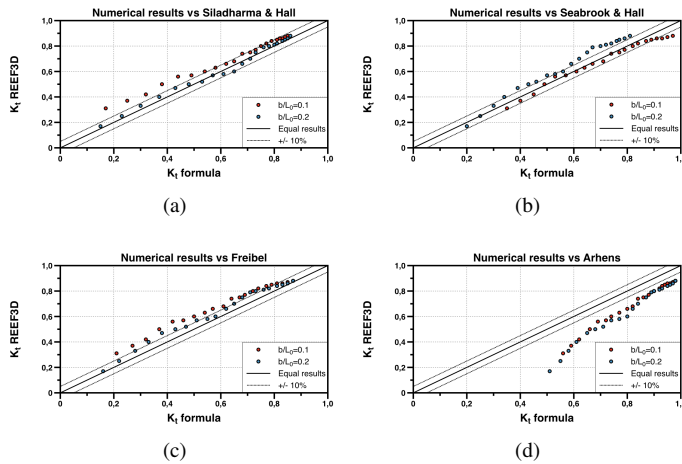 Numerical results vs Siladharma & Hall
1,0
0,8
0,6
0,4
0,2
0
K_t REEF3D
0 0,2 0,4 0,6 0,8 1,0
K_t formula
b/L_0=0.1
b/L_0=0.2
Equal results
+/- 10%
(a)
Numerical results vs Seabrook & Hall
1,0
0,8
0,6
0,4
0,2
0
K_t REEF3D
0 0,2 0,4 0,6 0,8 1,
K_t formula
b/L_0=0.1
b/L_0=0.2
Equal results
+/- 10%
(b)
Numerical results vs Freibel
1,0
0,8
0,6
0,4
0,2
0
K_t REEF3D
0 0,2 0,4 0,6 0,8 1,0
K_t formula
b/L_0=0.1
b/L_0=0.2
Equal results
+/- 10%
(c)
Numerical results vs Arhens
1,0
0,8
0,6
0,4
0,2
0
K_t REEF3D
0 0,2 0,4 0,6 0,8 1,
K_t formula
b/L_0=0.1
b/L_0=0.2
Equal results
+/- 10%
(d)